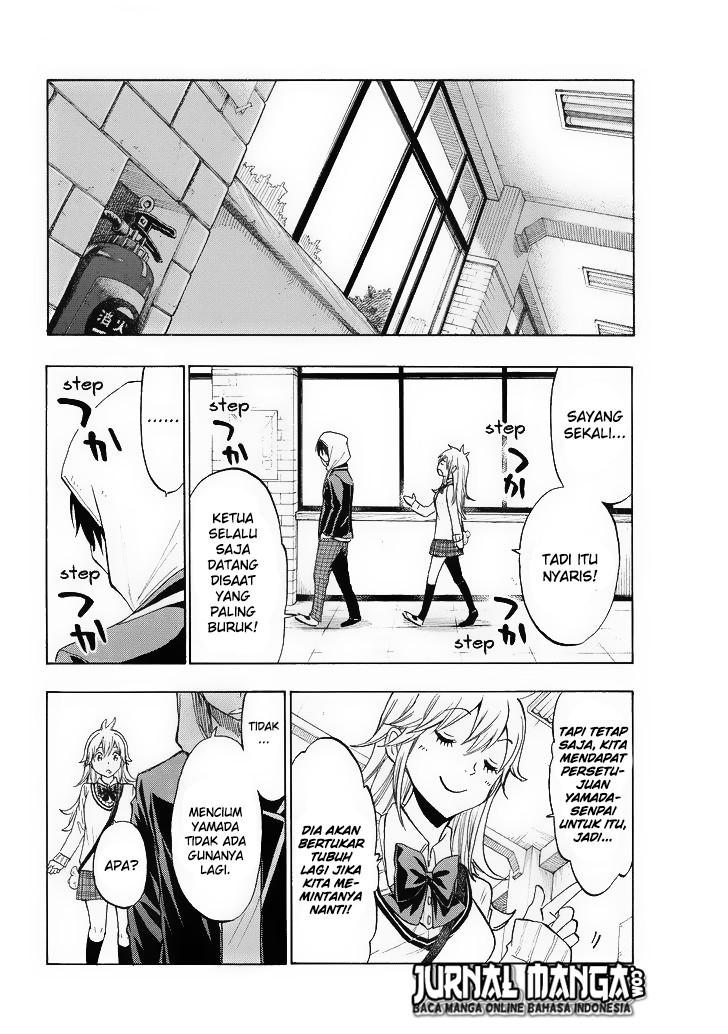 消火
SAYANG
SEKALI...
TADI ITU
NYARIS!
step
つか
step
つか
step
つか
KETUA
SELALU
SAJA
DATANG
DISAAT
YANG
PALING
BURUK!
.......
step
つか
step
つか
TAPI TETAP
SAJA, KITA
MENDAPAT
PERSETU-
JUAN
YAMADA-
SENPAI
UNTUK ITU,
JADI...
DIA AKAN
BERTUKAR
TUBUH
LAGI JIKA
KITA ME-
MINTANYA
NANTI!
TIDAK
...
MENCIUM
YAMADA
TIDAK ADA
GUNANYA
LAGI.
APA?
JURNAL MANGA.COM
BACA MANGA ONLINE BAHASA INDONESIA